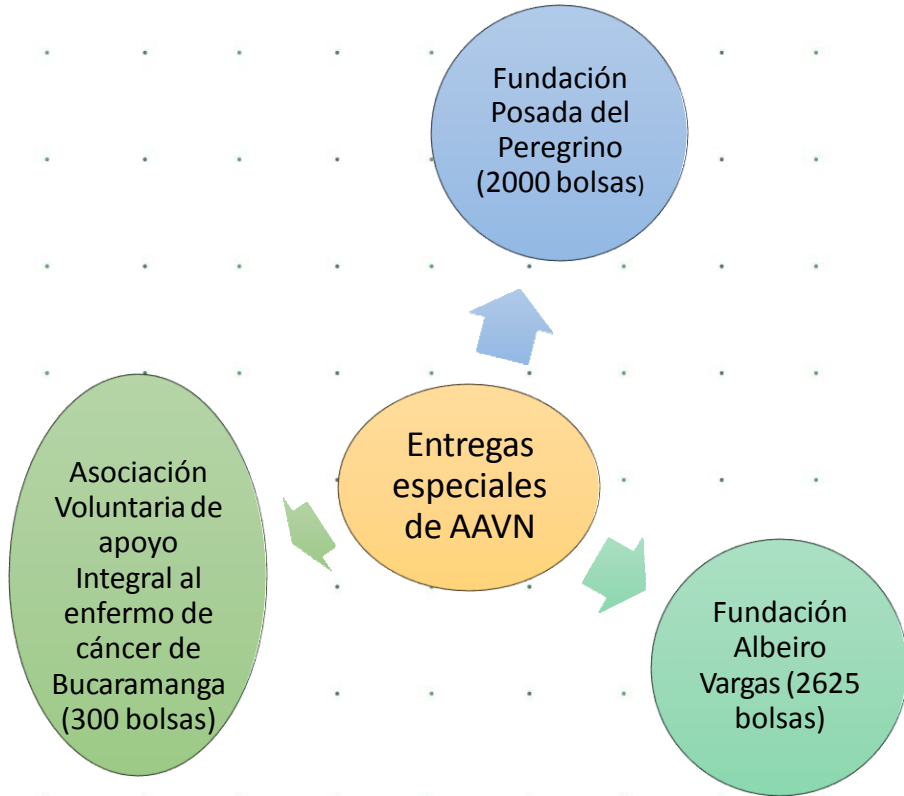 Fundación
Posada del
Peregrino
(2000 bolsas)
Entregas
especiales
de AAVN
Asociación
Voluntaria de
apoyo
Integral al
enfermo de
cáncer de
Bucaramanga
(300 bolsas)
Fundación
Albeiro
Vargas (2625
bolsas)